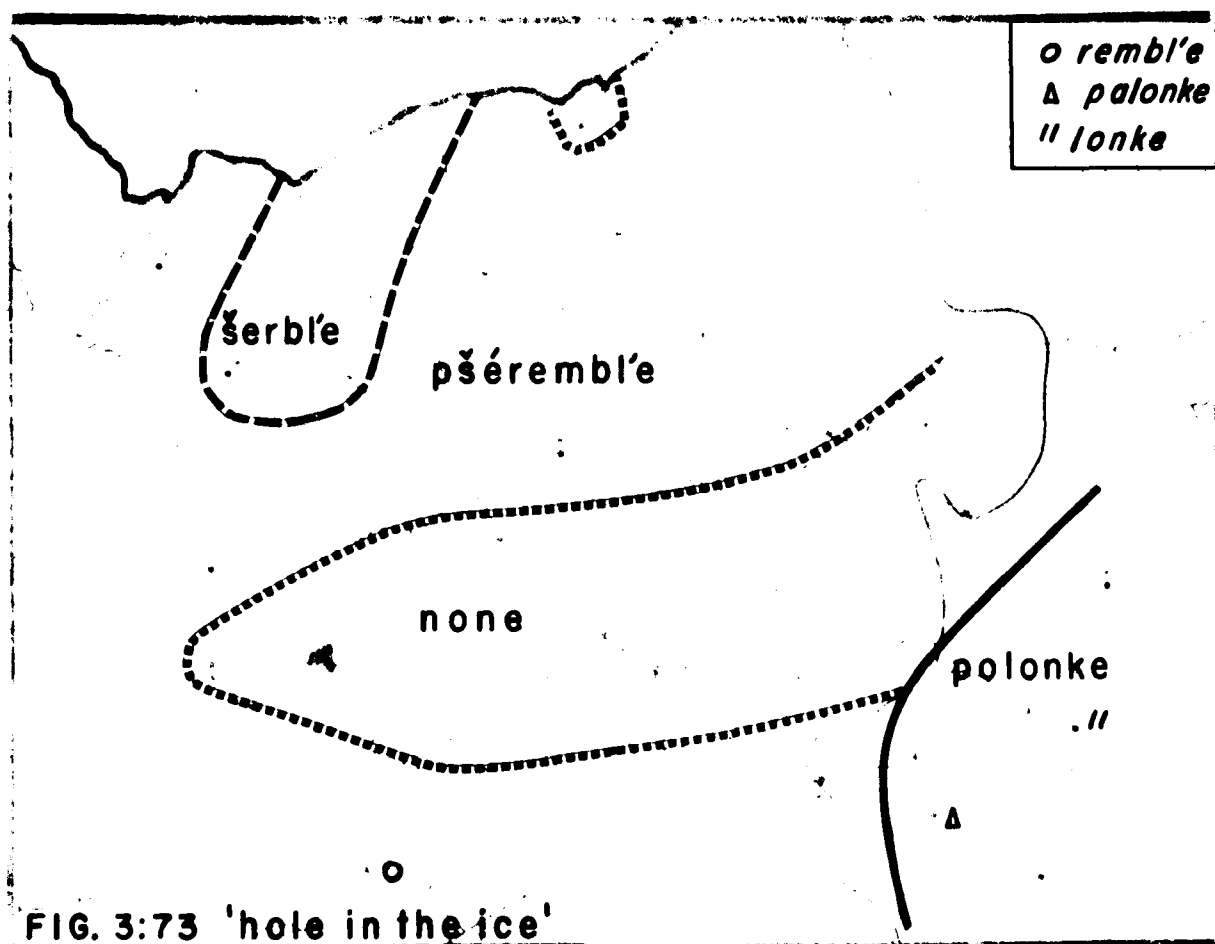 o rembl'e
Δ palonke
" lonke
šerbl'e
pšérembl'e
none
polonke
"
Δ
o
FIG. 3:73 'hole in the ice'